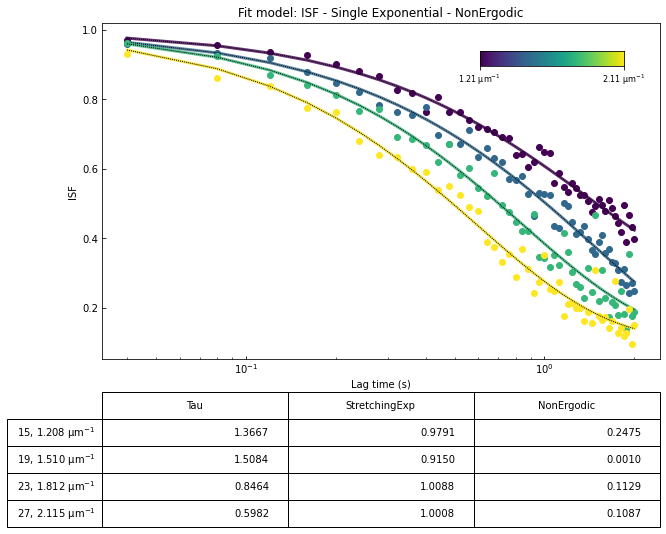 Fit model: ISF - Single Exponential - NonErgodic
1.0
0.8
0.6
0.4
0.2
ISF
1.21 μm⁻¹ 2.11 μm⁻¹
10⁻¹ 10⁰
Lag time (s)
Tau StretchingExp NonErgodic
15, 1.208 μm⁻¹ 1.3667 0.9791 0.2475
19, 1.510 μm⁻¹ 1.5084 0.9150 0.0010
23, 1.812 μm⁻¹ 0.8464 1.0088 0.1129
27, 2.115 μm⁻¹ 0.5982 1.0008 0.1087